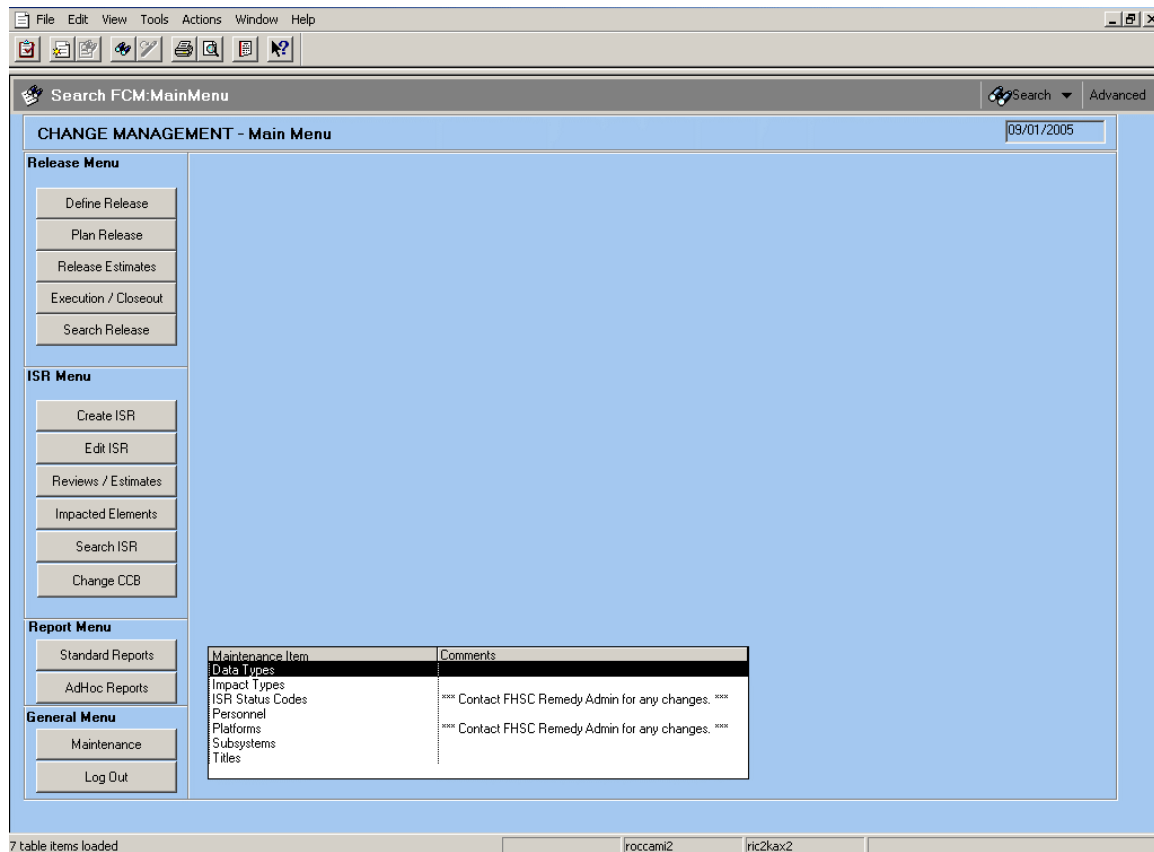 File Edit View Tools Actions Window Help
Search FCM:MainMenu Search Advanced
CHANGE MANAGEMENT - Main Menu 09/01/2005
Release Menu
Define Release
Plan Release
Release Estimates
Execution / Closeout
Search Release
ISR Menu
Create ISR
Edit ISR
Reviews / Estimates
Impacted Elements
Search ISR
Change CCB
Report Menu
Standard Reports
AdHoc Reports
General Menu
Maintenance
Log Out
Maintenance Item Comments
Data Types
Impact Types
ISR Status Codes *** Contact FHSC Remedy Admin for any changes. ***
Personnel
Platforms *** Contact FHSC Remedy Admin for any changes. ***
Subsystems
Titles
7 table items loaded roccami2 ric2kax2